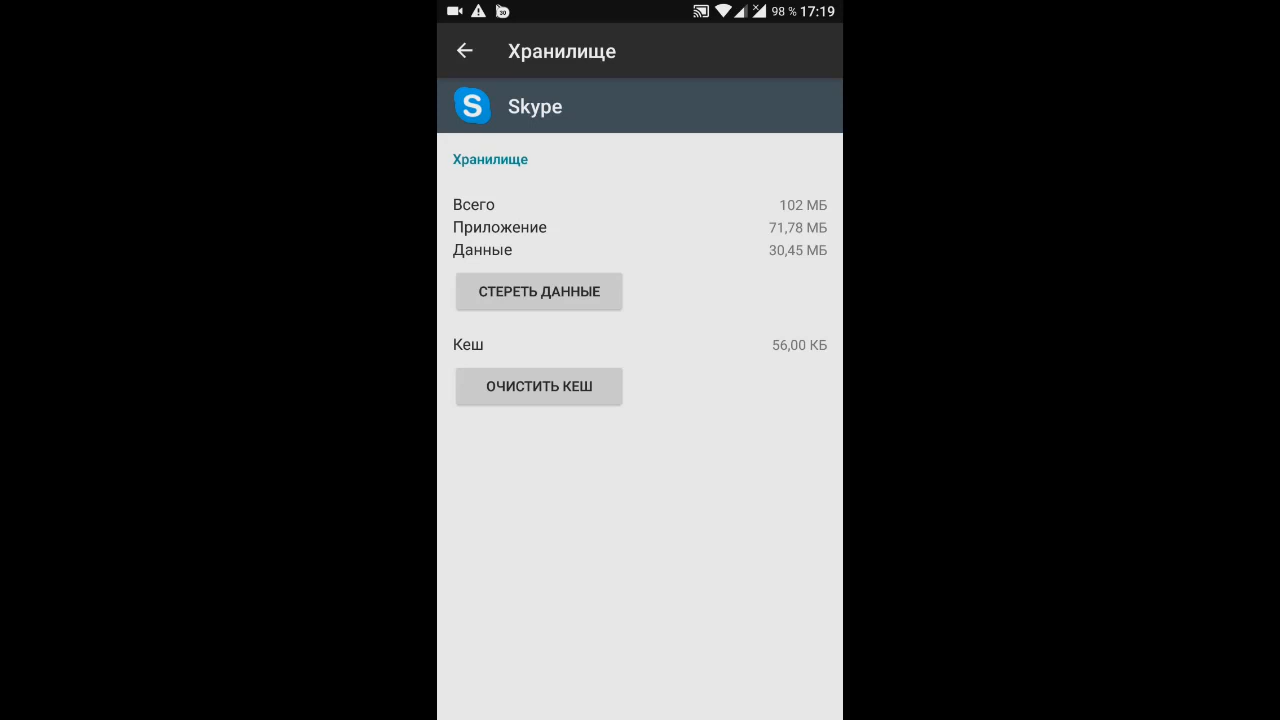 98 % 17:19
Хранилище
S Skype
Хранилище
Всего 102 МБ
Приложение 71,78 МБ
Данные 30,45 МБ
СТЕРЕТЬ ДАННЫЕ
Кеш 56,00 КБ
ОЧИСТИТЬ КЕШ